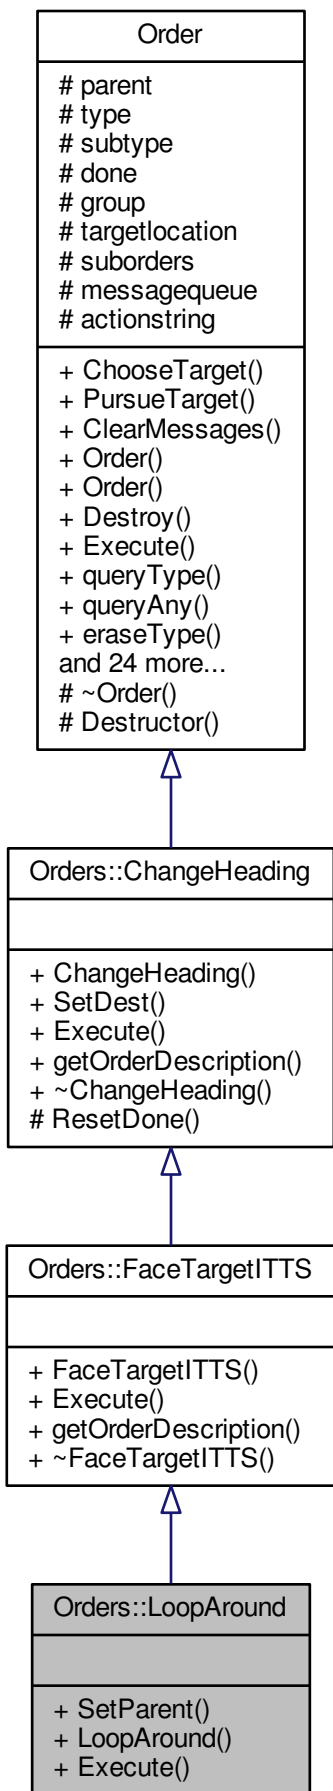 Order
# parent
# type
# subtype
# done
# group
# targetlocation
# suborders
# messagequeue
# actionstring
+ ChooseTarget()
+ PursueTarget()
+ ClearMessages()
+ Order()
+ Order()
+ Destroy()
+ Execute()
+ queryType()
+ queryAny()
+ eraseType()
and 24 more...
# ~Order()
# Destructor()
Orders::ChangeHeading
+ ChangeHeading()
+ SetDest()
+ Execute()
+ getOrderDescription()
+ ~ChangeHeading()
# ResetDone()
Orders::FaceTargetITTS
+ FaceTargetITTS()
+ Execute()
+ getOrderDescription()
+ ~FaceTargetITTS()
Orders::LoopAround
+ SetParent()
+ LoopAround()
+ Execute()